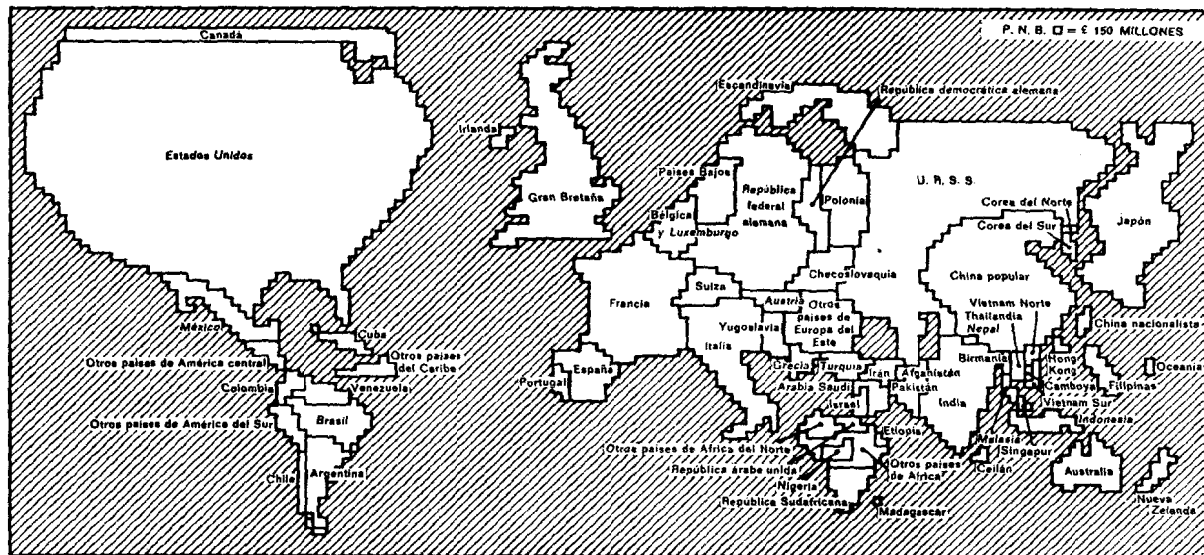 P. N. B. □ = £ 150 MILLONES
Canadá
Estados Unidos
México
Cuba
Otros países de América central
Otros países
del Caribe
Colombia
Venezuela
Brasil
Otros países de América del Sur
Chile
Argentina
Irlanda
Gran Bretaña
Escandinavia
República democrática alemana
Países Bajos
República
federal
alemana
Polonia
Bélgica
y Luxemburgo
U. R. S. S.
Corea del Norte
Corea del Sur
Japón
Checoslovaquia
China popular
Francia
Suiza
Austria
Otros
países de
Europa del
Este
Yugoslavia
Italia
Vietnam Norte
Thailandia
Nepal
China nacionalista
Birmania
Hong
Kong
Oceanía
Portugal
España
Grecia
Turquía
Irán
Afganistán
Arabia Saudí
Pakistán
India
Camboya
Filipinas
Israel
Vietnam Sur
Indonesia
Etiopía
Otros países de África del Norte
Malasia
Singapur
República árabe unida
Otros países
de África
Ceilán
Australia
Nigeria
República Sudafricana
Madagascar
Nueva
Zelanda